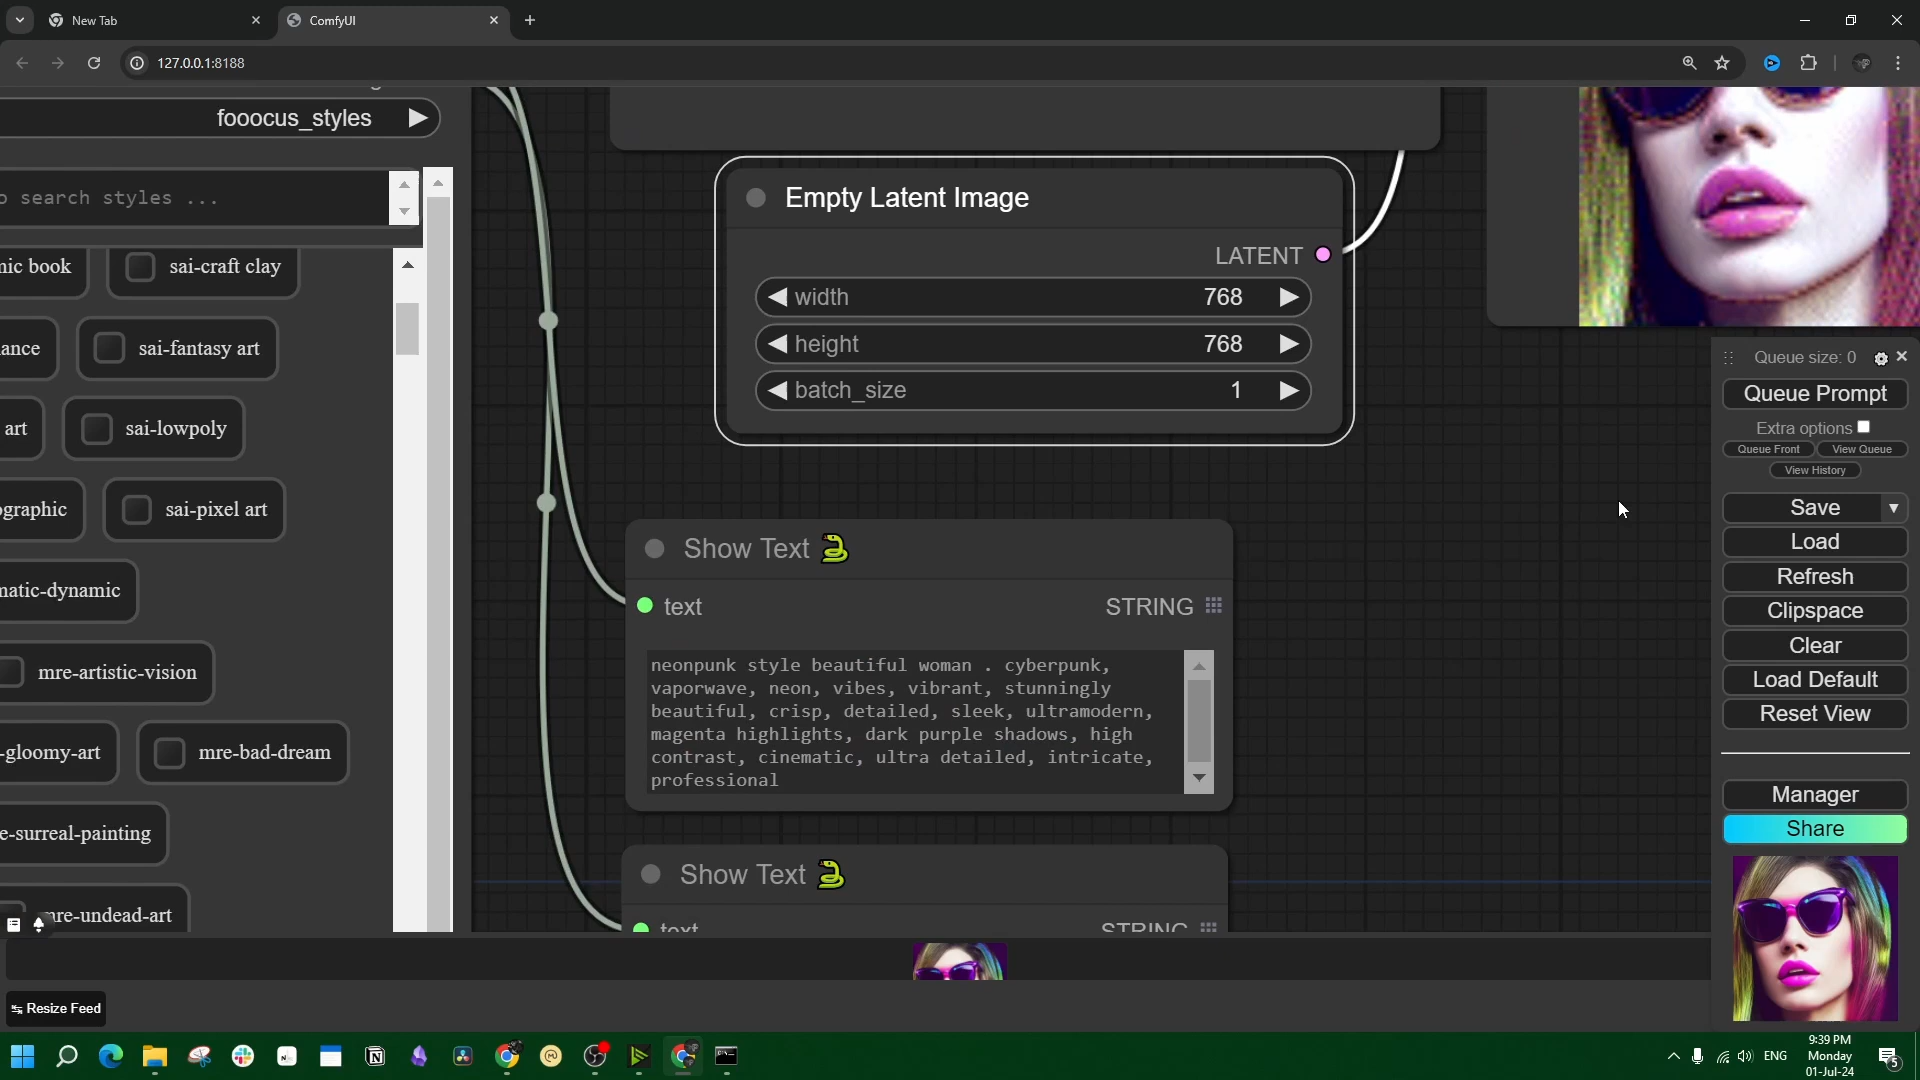 New Tab
ComfyUI
127.0.0.1:8188
fooocus_styles
o search styles ...
nic book
sai-craft clay
ance
sai-fantasy art
art
sai-lowpoly
ographic
sai-pixel art
natic-dynamic
mre-artistic-vision
-gloomy-art
mre-bad-dream
e-surreal-painting
mre-undead-art
Empty Latent Image
LATENT
width 768
height 768
batch_size 1
Show Text
text STRING
neonpunk style beautiful woman . cyberpunk,
vaporwave, neon, vibes, vibrant, stunningly
beautiful, crisp, detailed, sleek, ultramodern,
magenta highlights, dark purple shadows, high
contrast, cinematic, ultra detailed, intricate,
professional
Show Text
text STRING
Queue size: 0
Queue Prompt
Extra options
Queue Front View Queue
View History
Save
Load
Refresh
Clipspace
Clear
Load Default
Reset View
Manager
Share
Resize Feed
ENG
9:39 PM
Monday
01-Jul-24
5